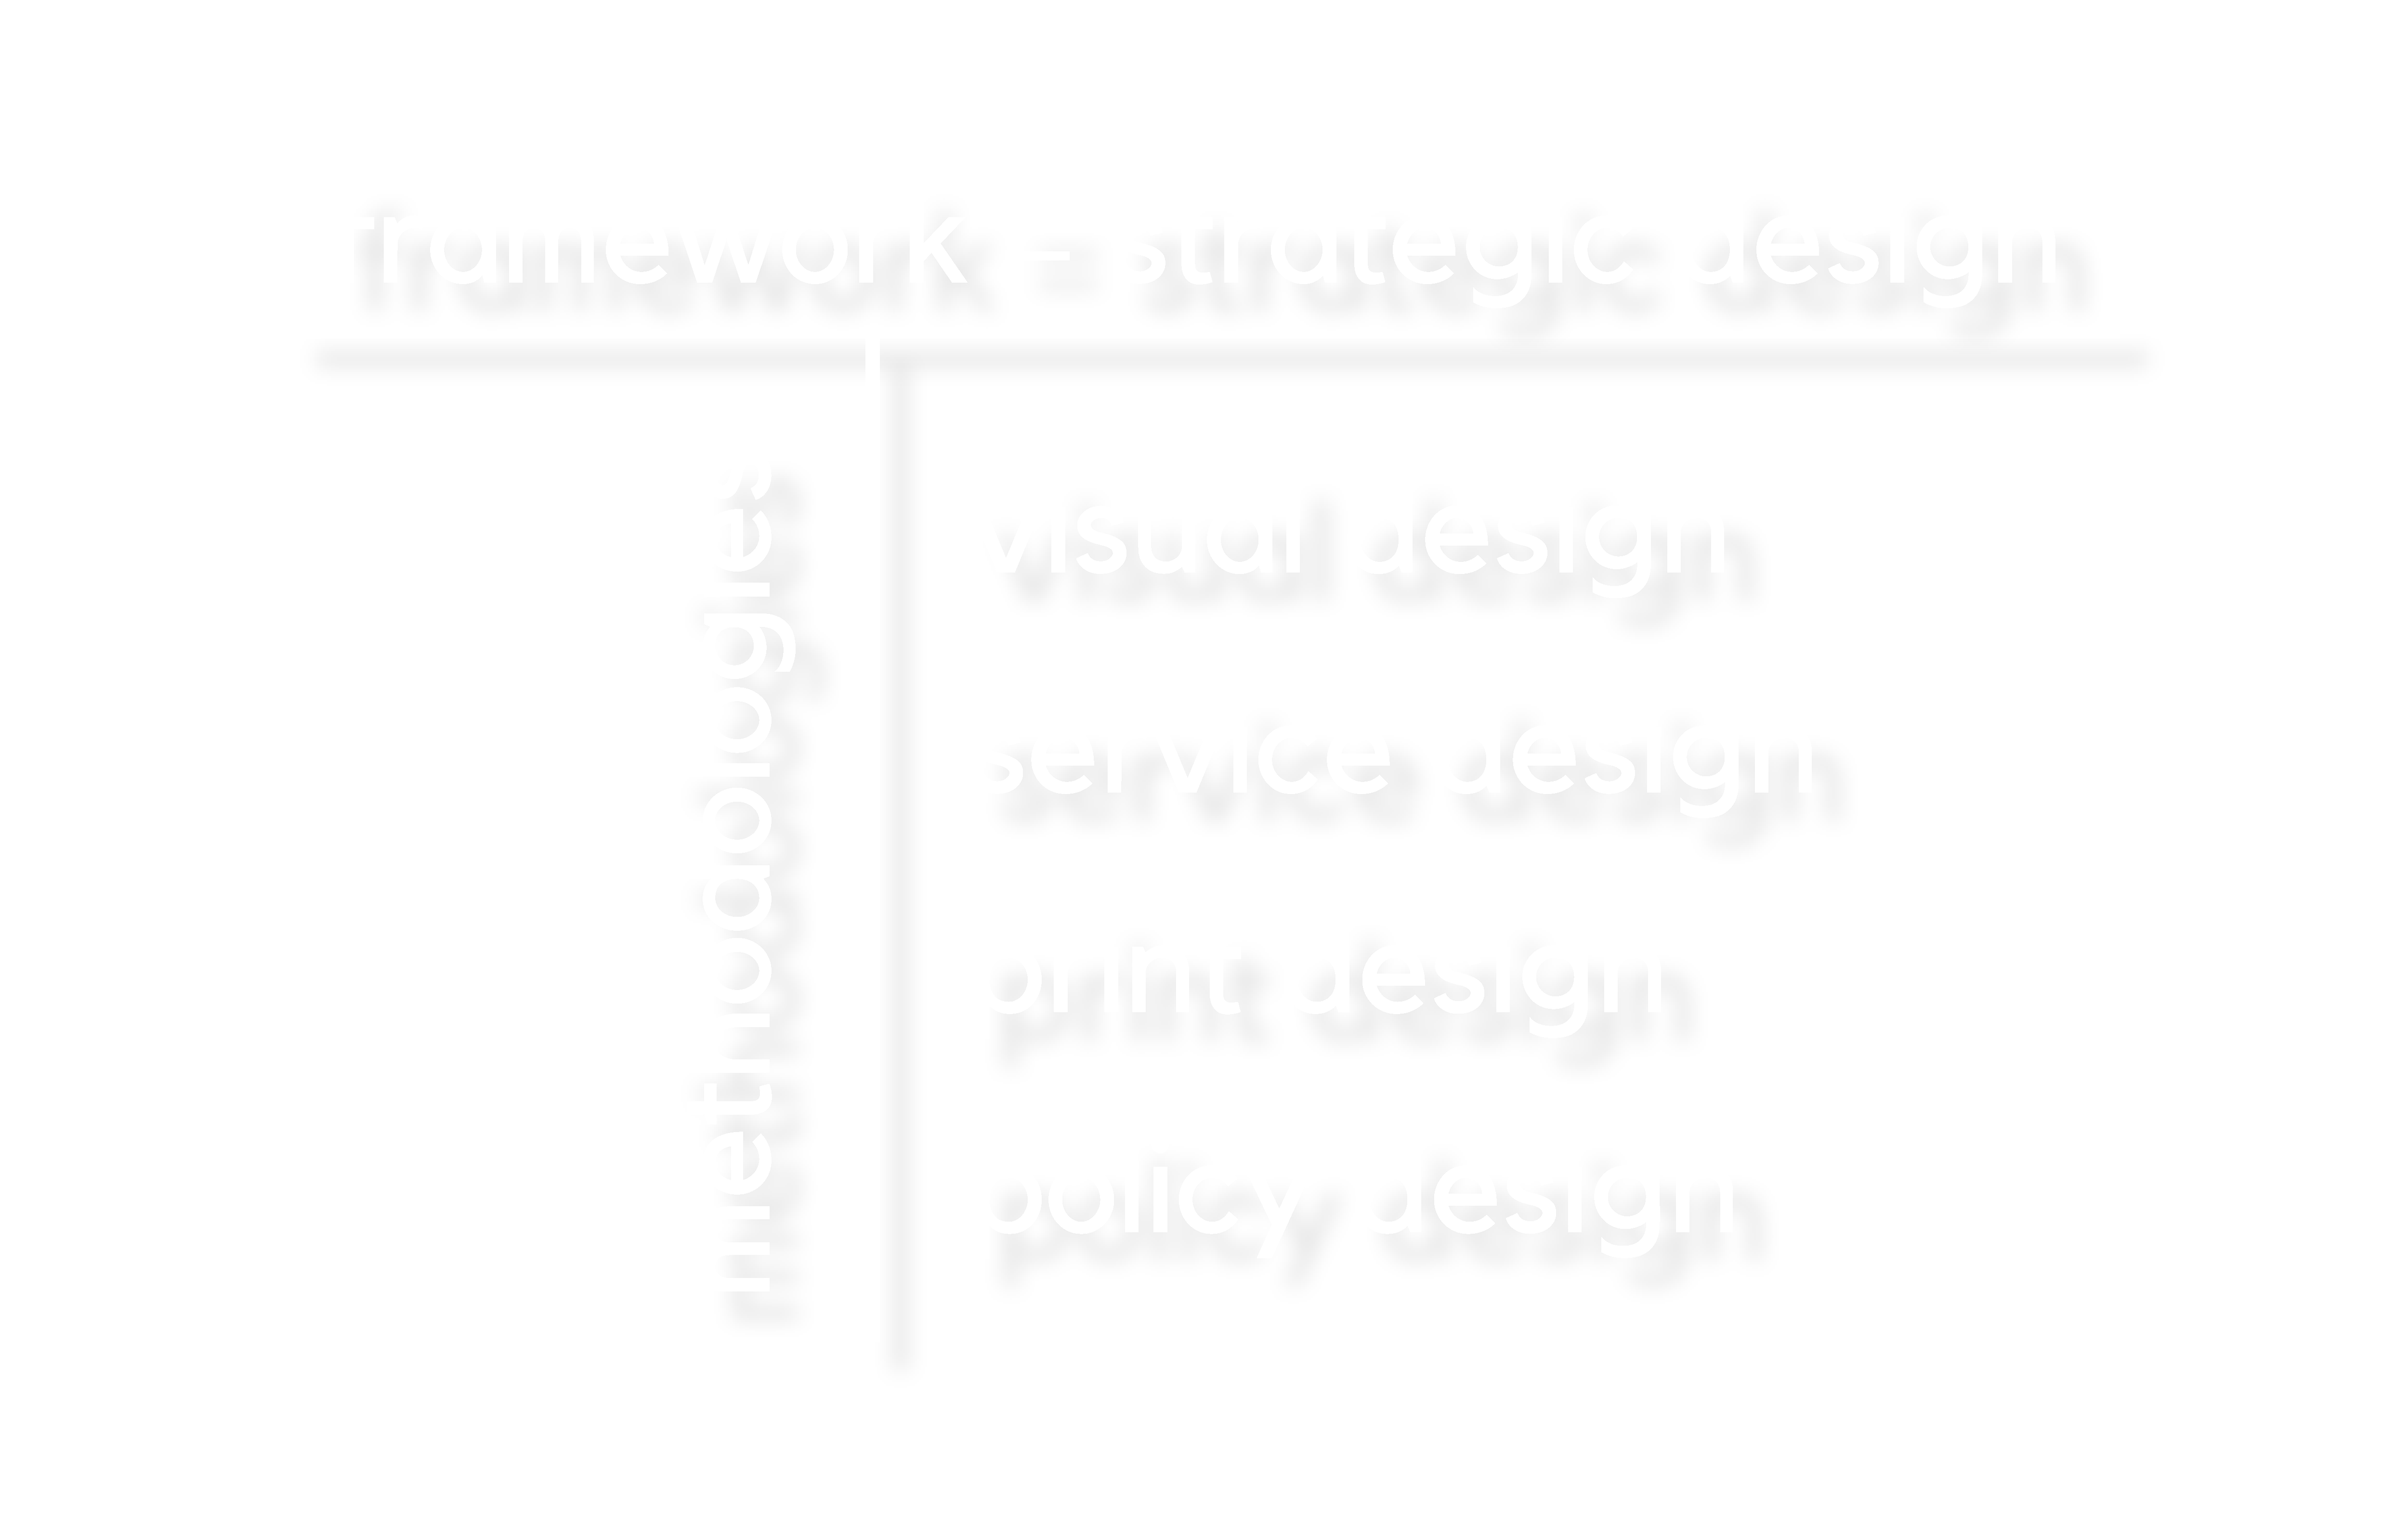 framework – strategic design
methodologies
visual design
service design
print design
policy design